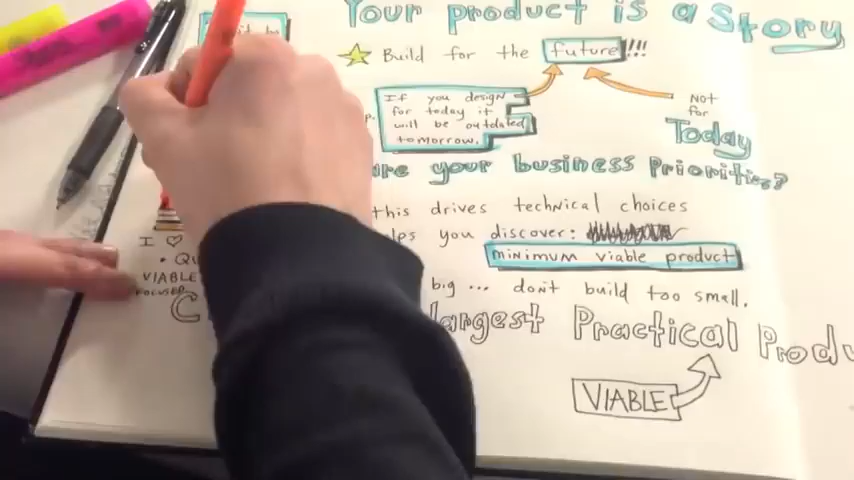 Your product is a Story
Build for the future!!!
If you design
for today it
will be outdated
tomorrow.
NOT
for
Today
are your business Priorities?
this drives technical choices
you discover:
minimum viable product
big ... don't build too small.
largest Practical
VIABLE
I ♡
VIABLE
FOCUSED